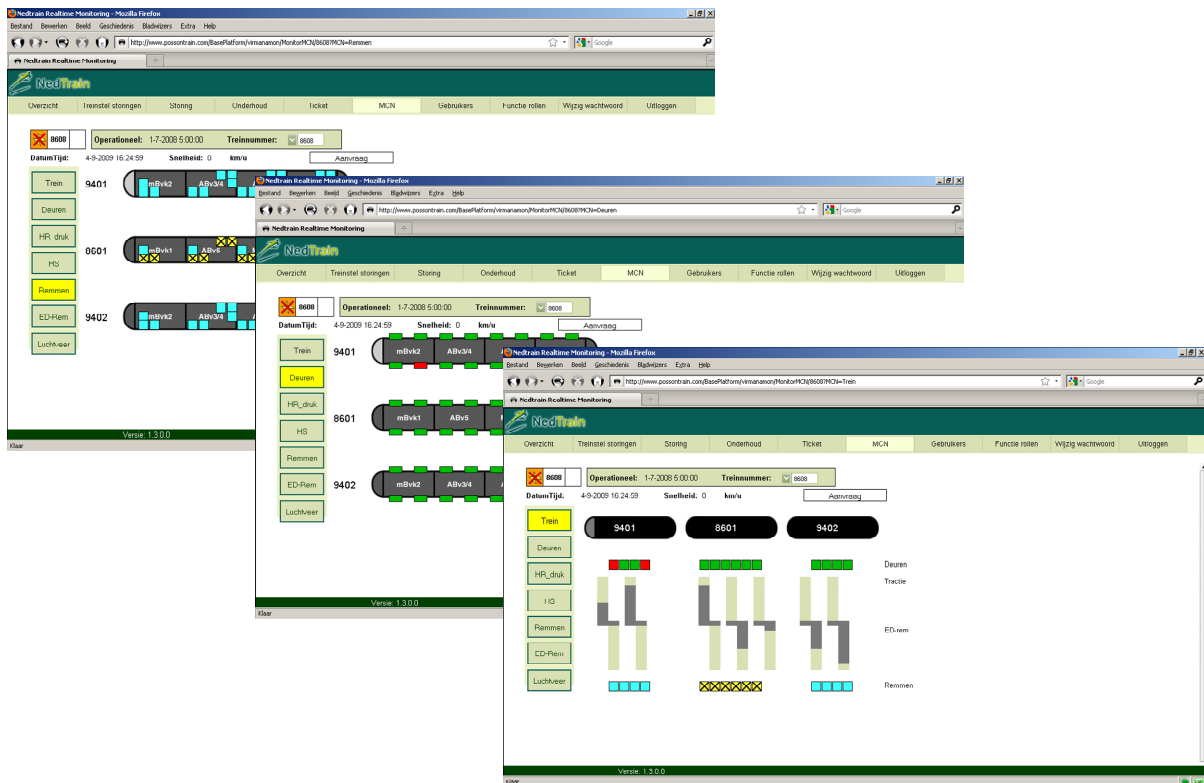 Nedtrain Realtime Monitoring - Mozilla Firefox
Bestand Bewerken Beeld Geschiedenis Bladwijzers Extra Help
http://www.possontrain.com/BasePlatform/virmanamon/MonitorMCN/8608?MCN=Remmen
Google
Nedtrain Realtime Monitoring
NedTrain
Overzicht Treinstel storingen Storing Onderhoud Ticket MCN Gebruikers Functie rollen Wijzig wachtwoord Uitloggen
8608 Operationeel: 1-7-2008 5:00:00 Treinnummer: 8608
DatumTijd: 4-9-2009 16:24:59 Snelheid: 0 km/u Aanvraag
Trein 9401 mBvk2 ABv3/4
Deuren
HR_druk 8601 mBvk1 ABv6
HS
Remmen
ED-Rem 9402 mBvk2 ABv3/4
Luchtveer
Versie: 1.3.0.0
Klaar
Nedtrain Realtime Monitoring - Mozilla Firefox
Bestand Bewerken Beeld Geschiedenis Bladwijzers Extra Help
http://www.possontrain.com/BasePlatform/virmanamon/MonitorMCN/8608?MCN=Deuren
Google
Nedtrain Realtime Monitoring
NedTrain
Overzicht Treinstel storingen Storing Onderhoud Ticket MCN Gebruikers Functie rollen Wijzig wachtwoord Uitloggen
8608 Operationeel: 1-7-2008 5:00:00 Treinnummer: 8608
DatumTijd: 4-9-2009 16:24:59 Snelheid: 0 km/u Aanvraag
Trein 9401 mBvk2 ABv3/4
Deuren
HR_druk 8601 mBvk1 ABv5
HS
Remmen
ED-Rem 9402 mBvk2 ABv3/4
Luchtveer
Versie: 1.3.0.0
Klaar
Nedtrain Realtime Monitoring - Mozilla Firefox
Bestand Bewerken Beeld Geschiedenis Bladwijzers Extra Help
http://www.possontrain.com/BasePlatform/virmanamon/MonitorMCN/8608?MCN=Trein
Google
Nedtrain Realtime Monitoring
NedTrain
Overzicht Treinstel storingen Storing Onderhoud Ticket MCN Gebruikers Functie rollen Wijzig wachtwoord Uitloggen
8608 Operationeel: 1-7-2008 5:00:00 Treinnummer: 8608
DatumTijd: 4-9-2009 16:24:59 Snelheid: 0 km/u Aanvraag
Trein 9401 8601 9402
Deuren Deuren
HR_druk Tractie
HS
Remmen ED-rem
ED-Rem
Luchtveer Remmen
Versie: 1.3.0.0
Klaar